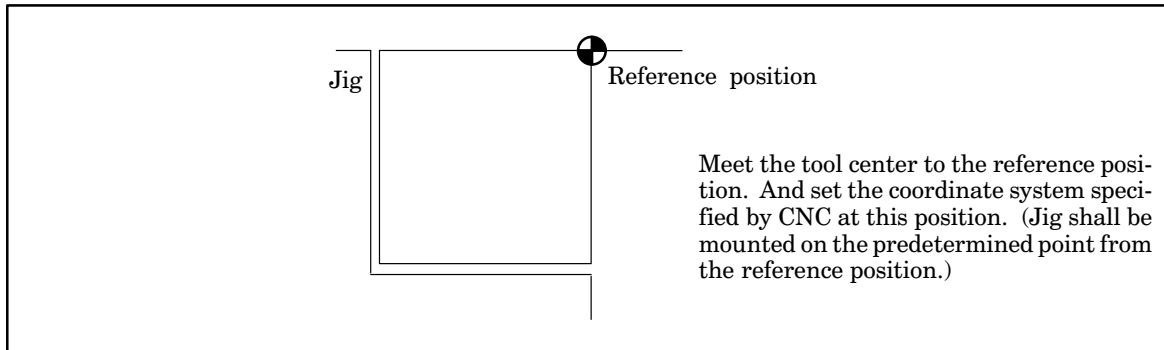 Jig
Reference position
Meet the tool center to the reference posi-
tion. And set the coordinate system speci-
fied by CNC at this position. (Jig shall be
mounted on the predetermined point from
the reference position.)